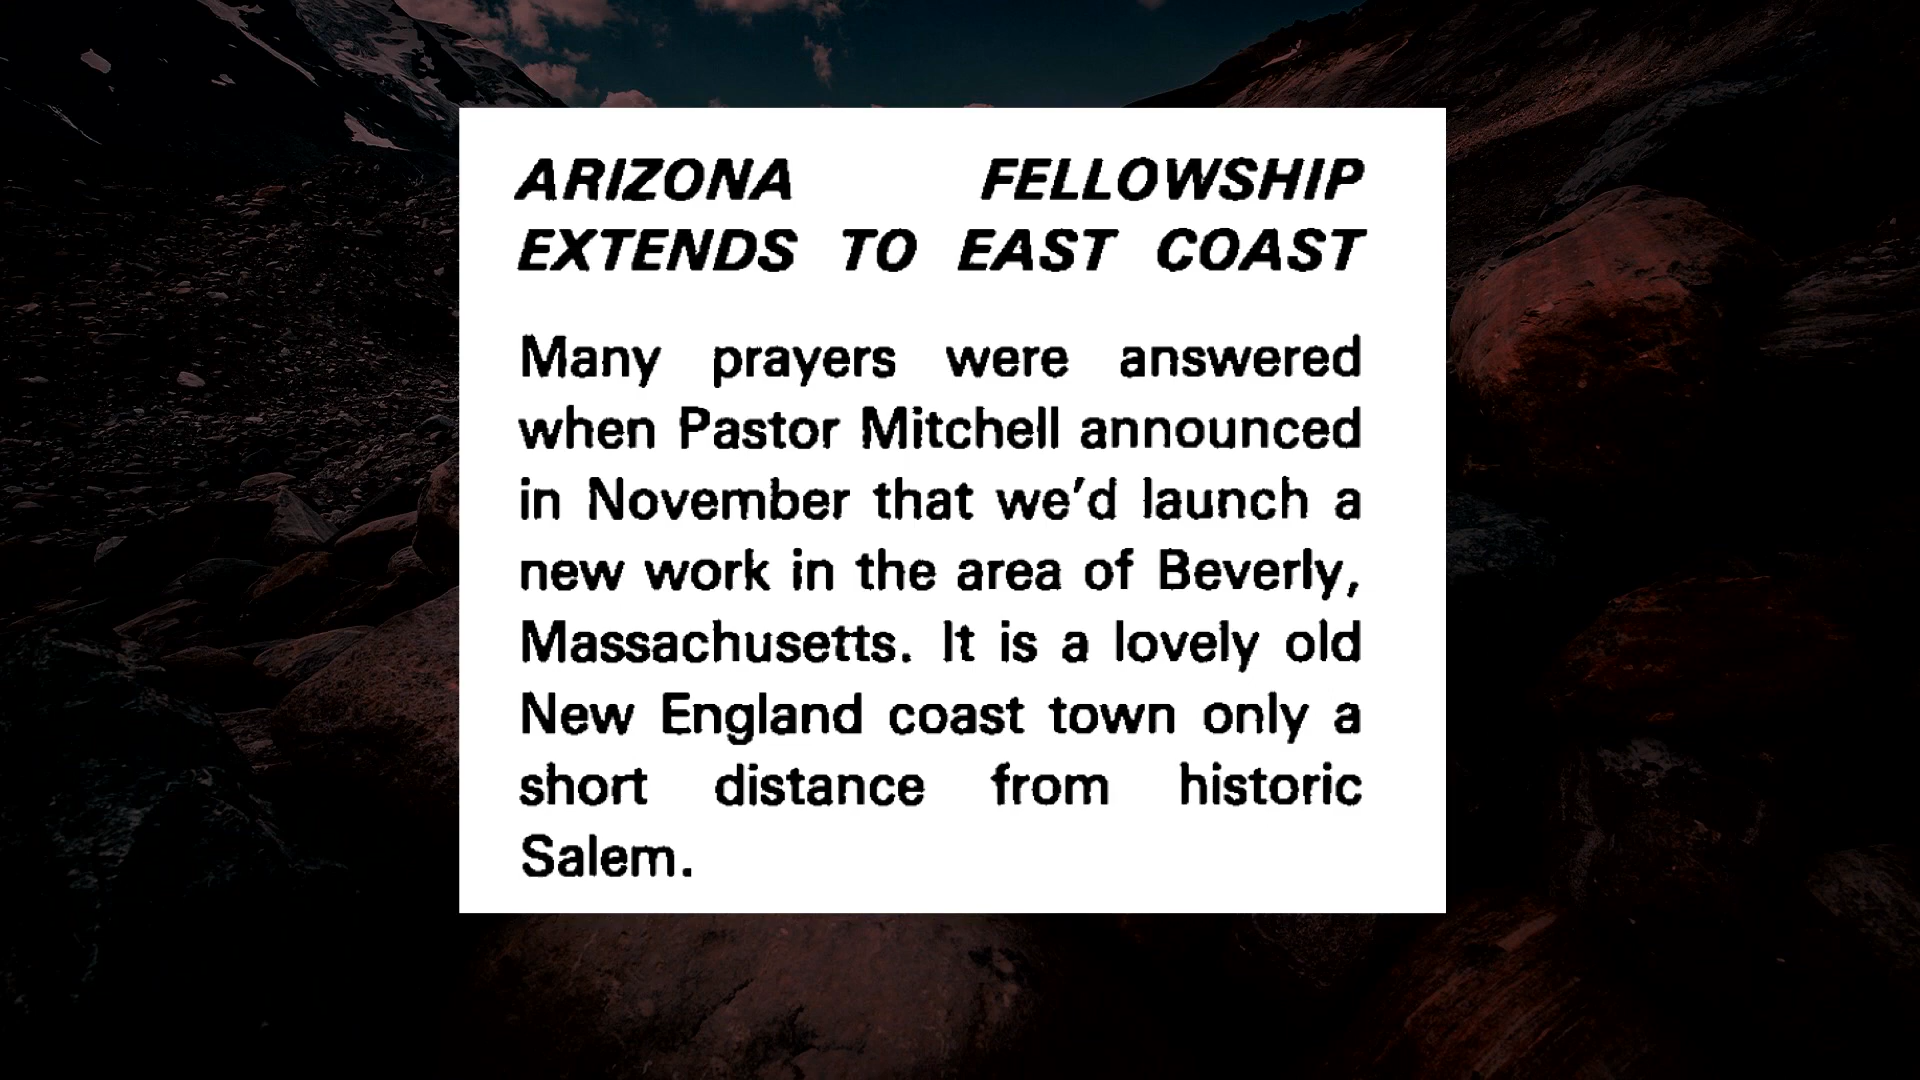 ARIZONA FELLOWSHIP
EXTENDS TO EAST COAST
Many prayers were answered
when Pastor Mitchell announced
in November that we'd launch a
new work in the area of Beverly,
Massachusetts. It is a lovely old
New England coast town only a
short distance from historic
Salem.